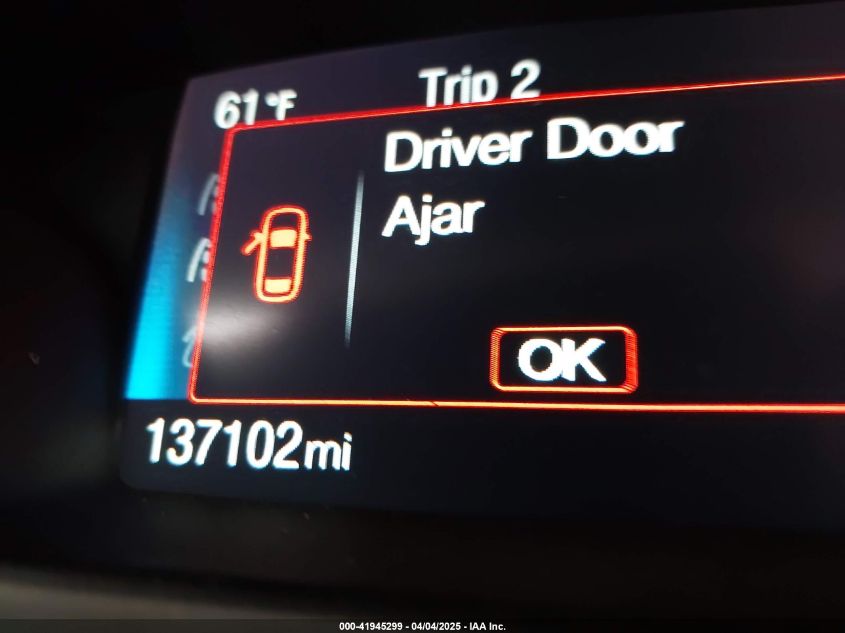 61°F
Trip 2
Driver Door
Ajar
OK
137102mi
000-41945299 - 04/04/2025 - IAA Inc.